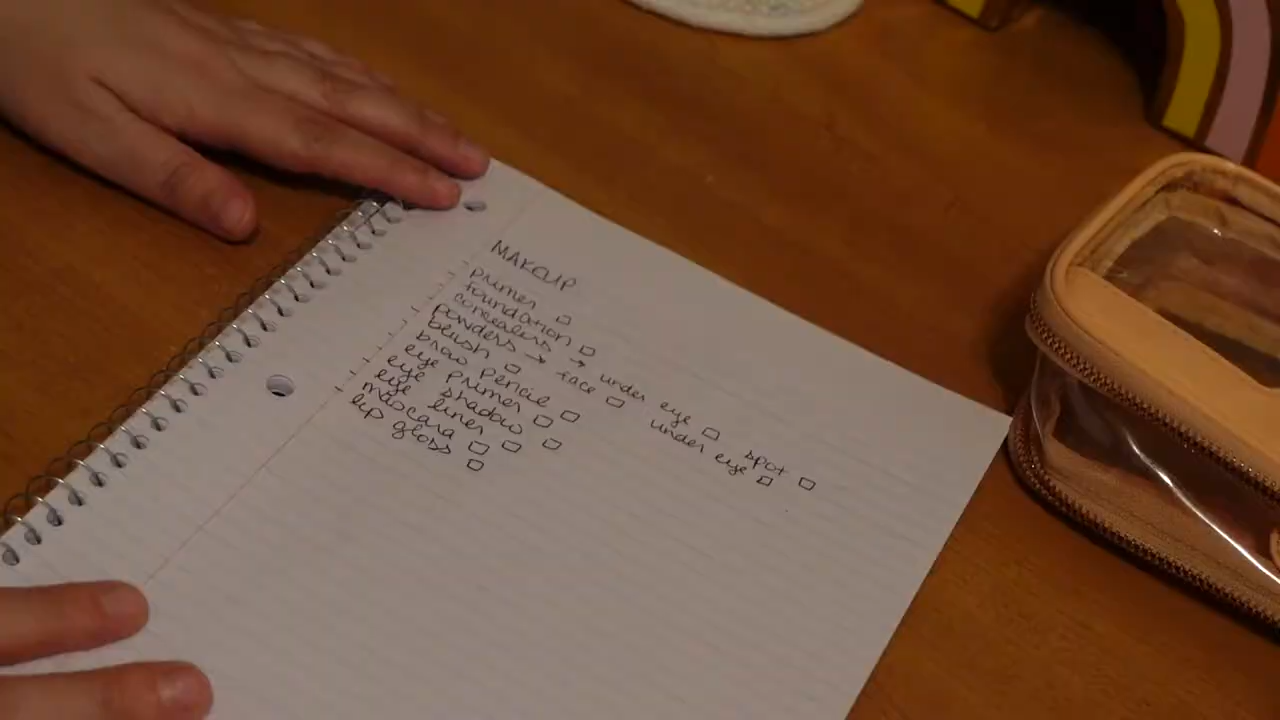 MAKEUP
primer □
foundation □
concealers → under eye □ spot □
powders → face □ under eye □
blush □
brow pencil □
eye primer □
eye shadow □
eye liner □
mascara □
lip gloss □